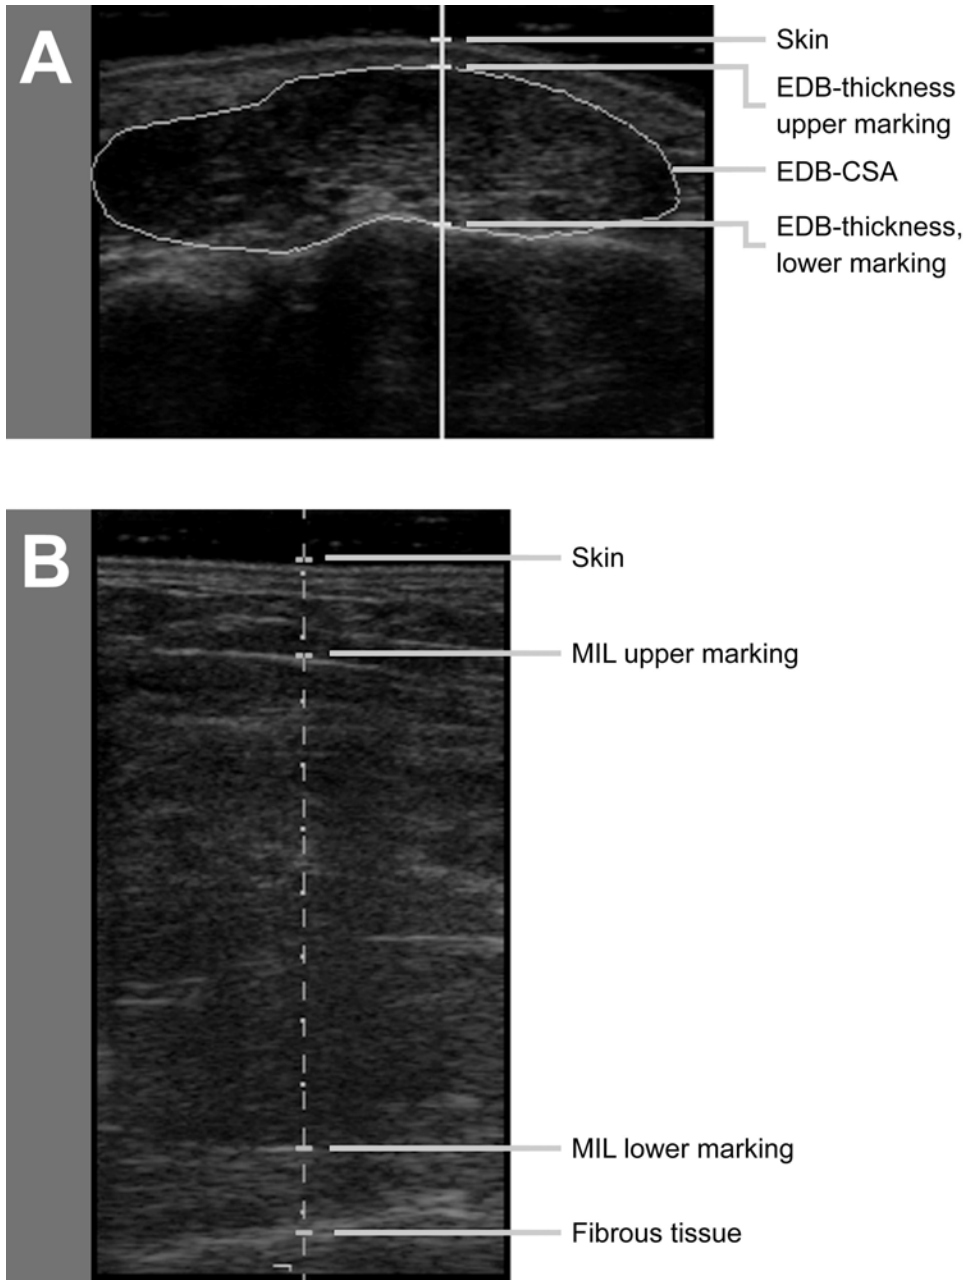 A
Skin
EDB-thickness
upper marking
EDB-CSA
EDB-thickness,
lower marking
B
Skin
MIL upper marking
MIL lower marking
Fibrous tissue